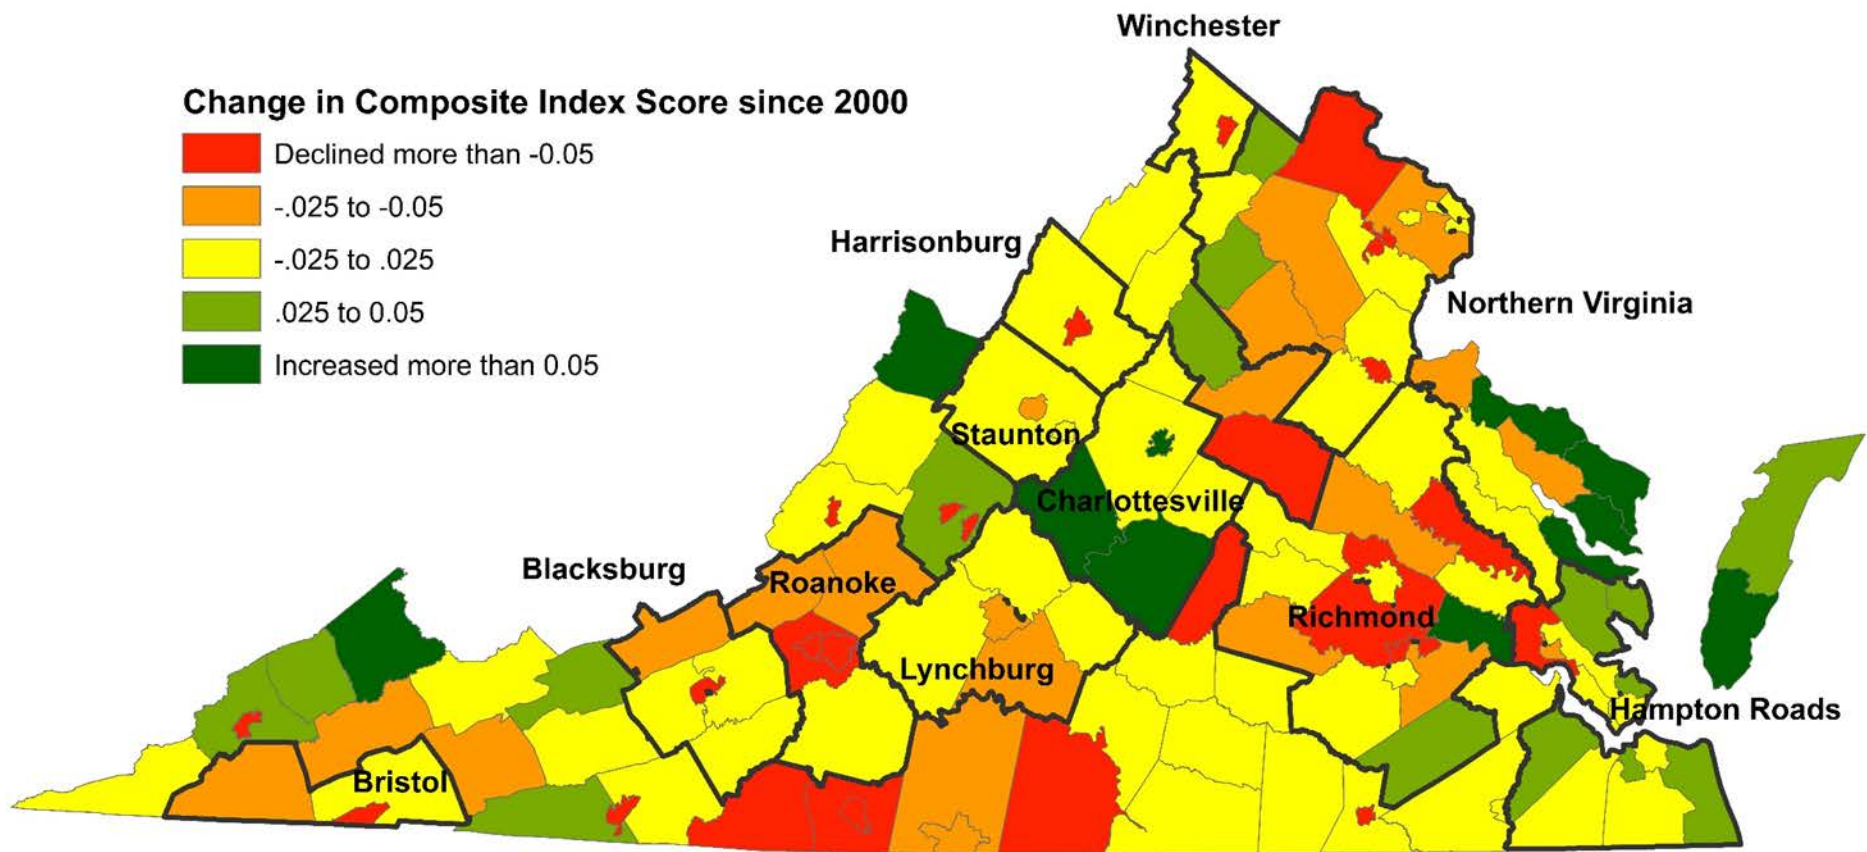 Winchester
Change in Composite Index Score since 2000
Declined more than -0.05
-.025 to -0.05
-.025 to .025
.025 to 0.05
Increased more than 0.05
Harrisonburg
Northern Virginia
Staunton
Charlottesville
Blacksburg
Roanoke
Richmond
Lynchburg
Hampton Roads
Bristol